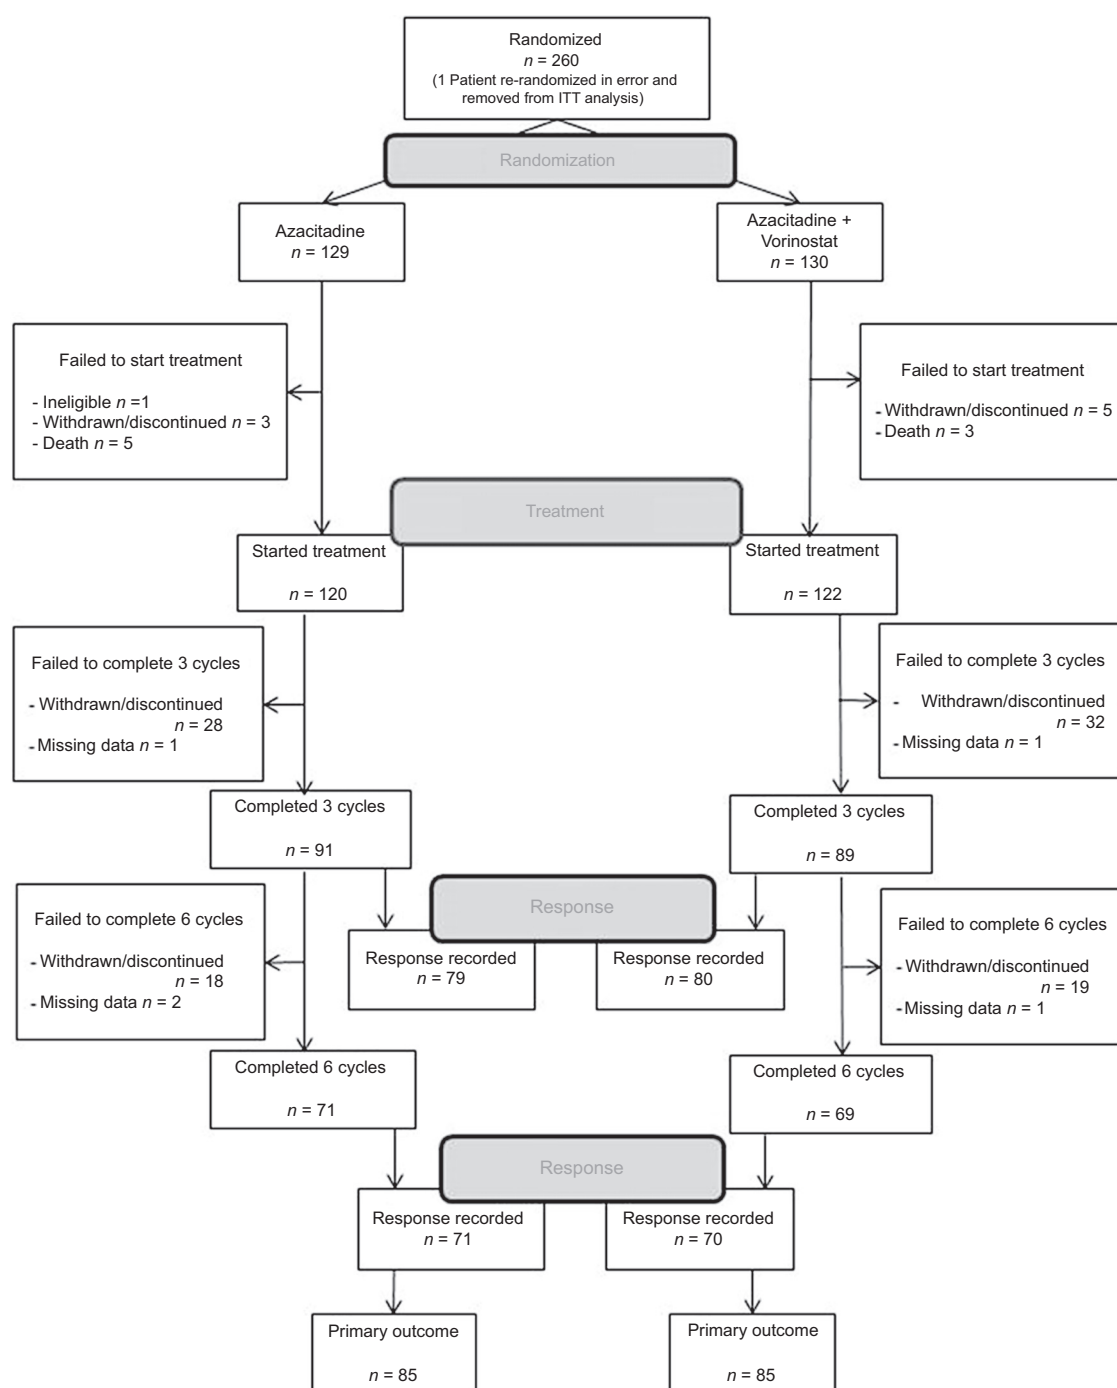 Randomized
n = 260
(1 Patient re-randomized in error and
removed from ITT analysis)
Randomization
Azacitadine
n = 129
Azacitadine +
Vorinostat
n = 130
Failed to start treatment
- Ineligible n =1
- Withdrawn/discontinued n = 3
- Death n = 5
Failed to start treatment
- Withdrawn/discontinued n = 5
- Death n = 3
Treatment
Started treatment
n = 120
Started treatment
n = 122
Failed to complete 3 cycles
- Withdrawn/discontinued
n = 28
- Missing data n = 1
Failed to complete 3 cycles
- Withdrawn/discontinued
n = 32
- Missing data n = 1
Completed 3 cycles
n = 91
Completed 3 cycles
n = 89
Response
Response recorded
n = 79
Response recorded
n = 80
Failed to complete 6 cycles
- Withdrawn/discontinued
n = 18
- Missing data n = 2
Failed to complete 6 cycles
- Withdrawn/discontinued
n = 19
- Missing data n = 1
Completed 6 cycles
n = 71
Completed 6 cycles
n = 69
Response
Response recorded
n = 71
Response recorded
n = 70
Primary outcome
n = 85
Primary outcome
n = 85